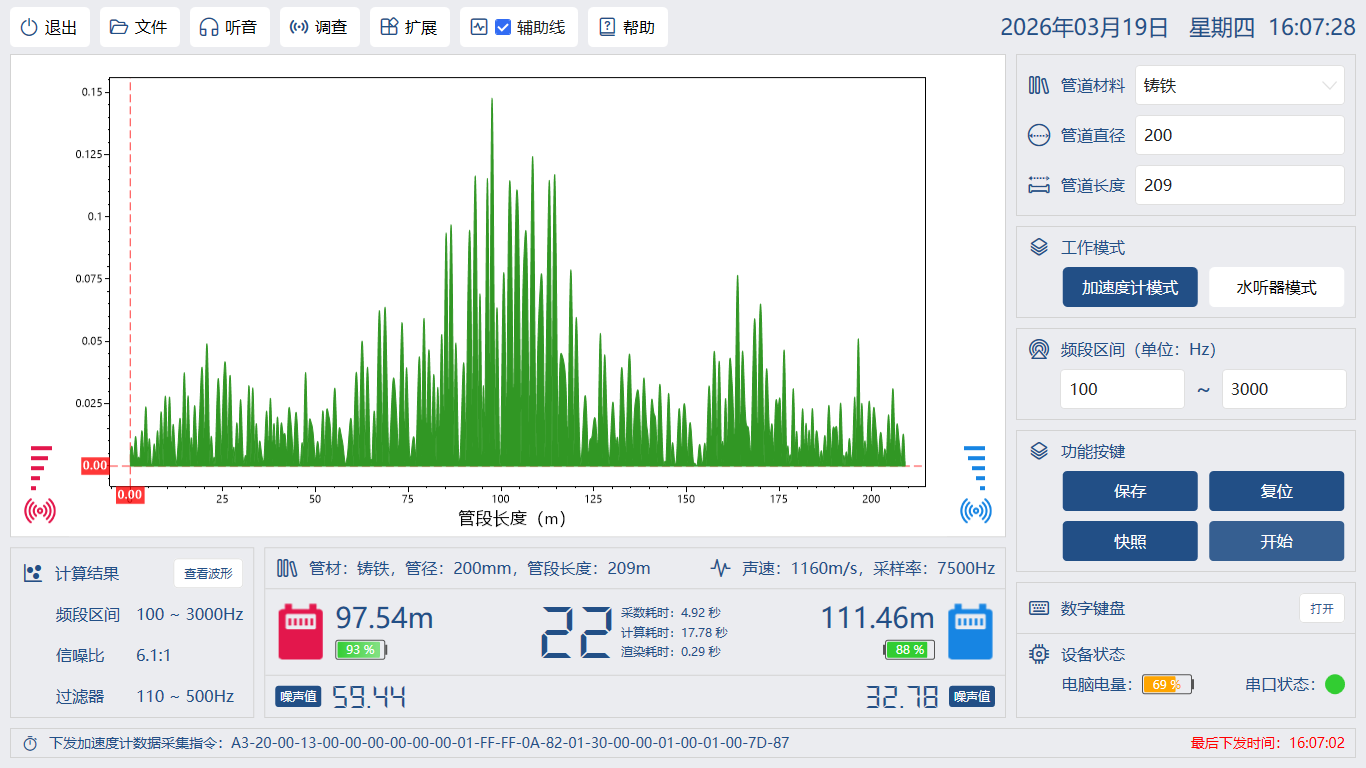 退出 文件 听音 调查 扩展 辅助线 帮助 2026年03月19日 星期四 16:07:28
0.15
0.125
0.1
0.075
0.05
0.025
0.00
0.00 25 50 75 100 125 150 175 200
管段长度（m）
管道材料 铸铁
管道直径 200
管道长度 209
工作模式
加速度计模式 水听器模式
频段区间（单位：Hz）
100 ~ 3000
功能按键
保存 复位
快照 开始
计算结果 查看波形
频段区间 100 ~ 3000Hz
信噪比 6.1:1
过滤器 110 ~ 500Hz
管材：铸铁，管径：200mm，管段长度：209m 声速：1160m/s，采样率：7500Hz
97.54m
93 %
22
采数耗时：4.92 秒
计算耗时：17.78 秒
渲染耗时：0.29 秒
111.46m
88 %
噪声值 59.44 32.78 噪声值
数字键盘 打开
设备状态
电脑电量： 69 % 串口状态：
下发加速度计数据采集指令：A3-20-00-13-00-00-00-00-00-00-01-FF-FF-0A-82-01-30-00-00-01-00-01-00-7D-87 最后下发时间：16:07:02